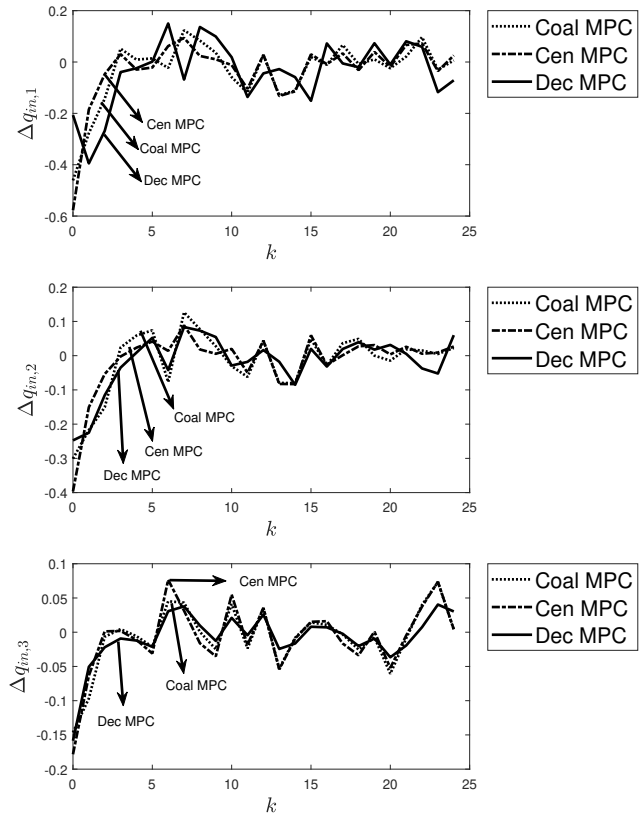 0.2
0
-0.2
-0.4
-0.6
Δq_{in,1}
0 5 10 15 20 25
k
Cen MPC
Coal MPC
Dec MPC
Coal MPC
Cen MPC
Dec MPC
0.2
0.1
0
-0.1
-0.2
-0.3
-0.4
Δq_{in,2}
0 5 10 15 20 25
k
Coal MPC
Cen MPC
Dec MPC
Coal MPC
Cen MPC
Dec MPC
0.1
0.05
0
-0.05
-0.1
-0.15
-0.2
Δq_{in,3}
0 5 10 15 20 25
k
Cen MPC
Coal MPC
Dec MPC
Coal MPC
Cen MPC
Dec MPC